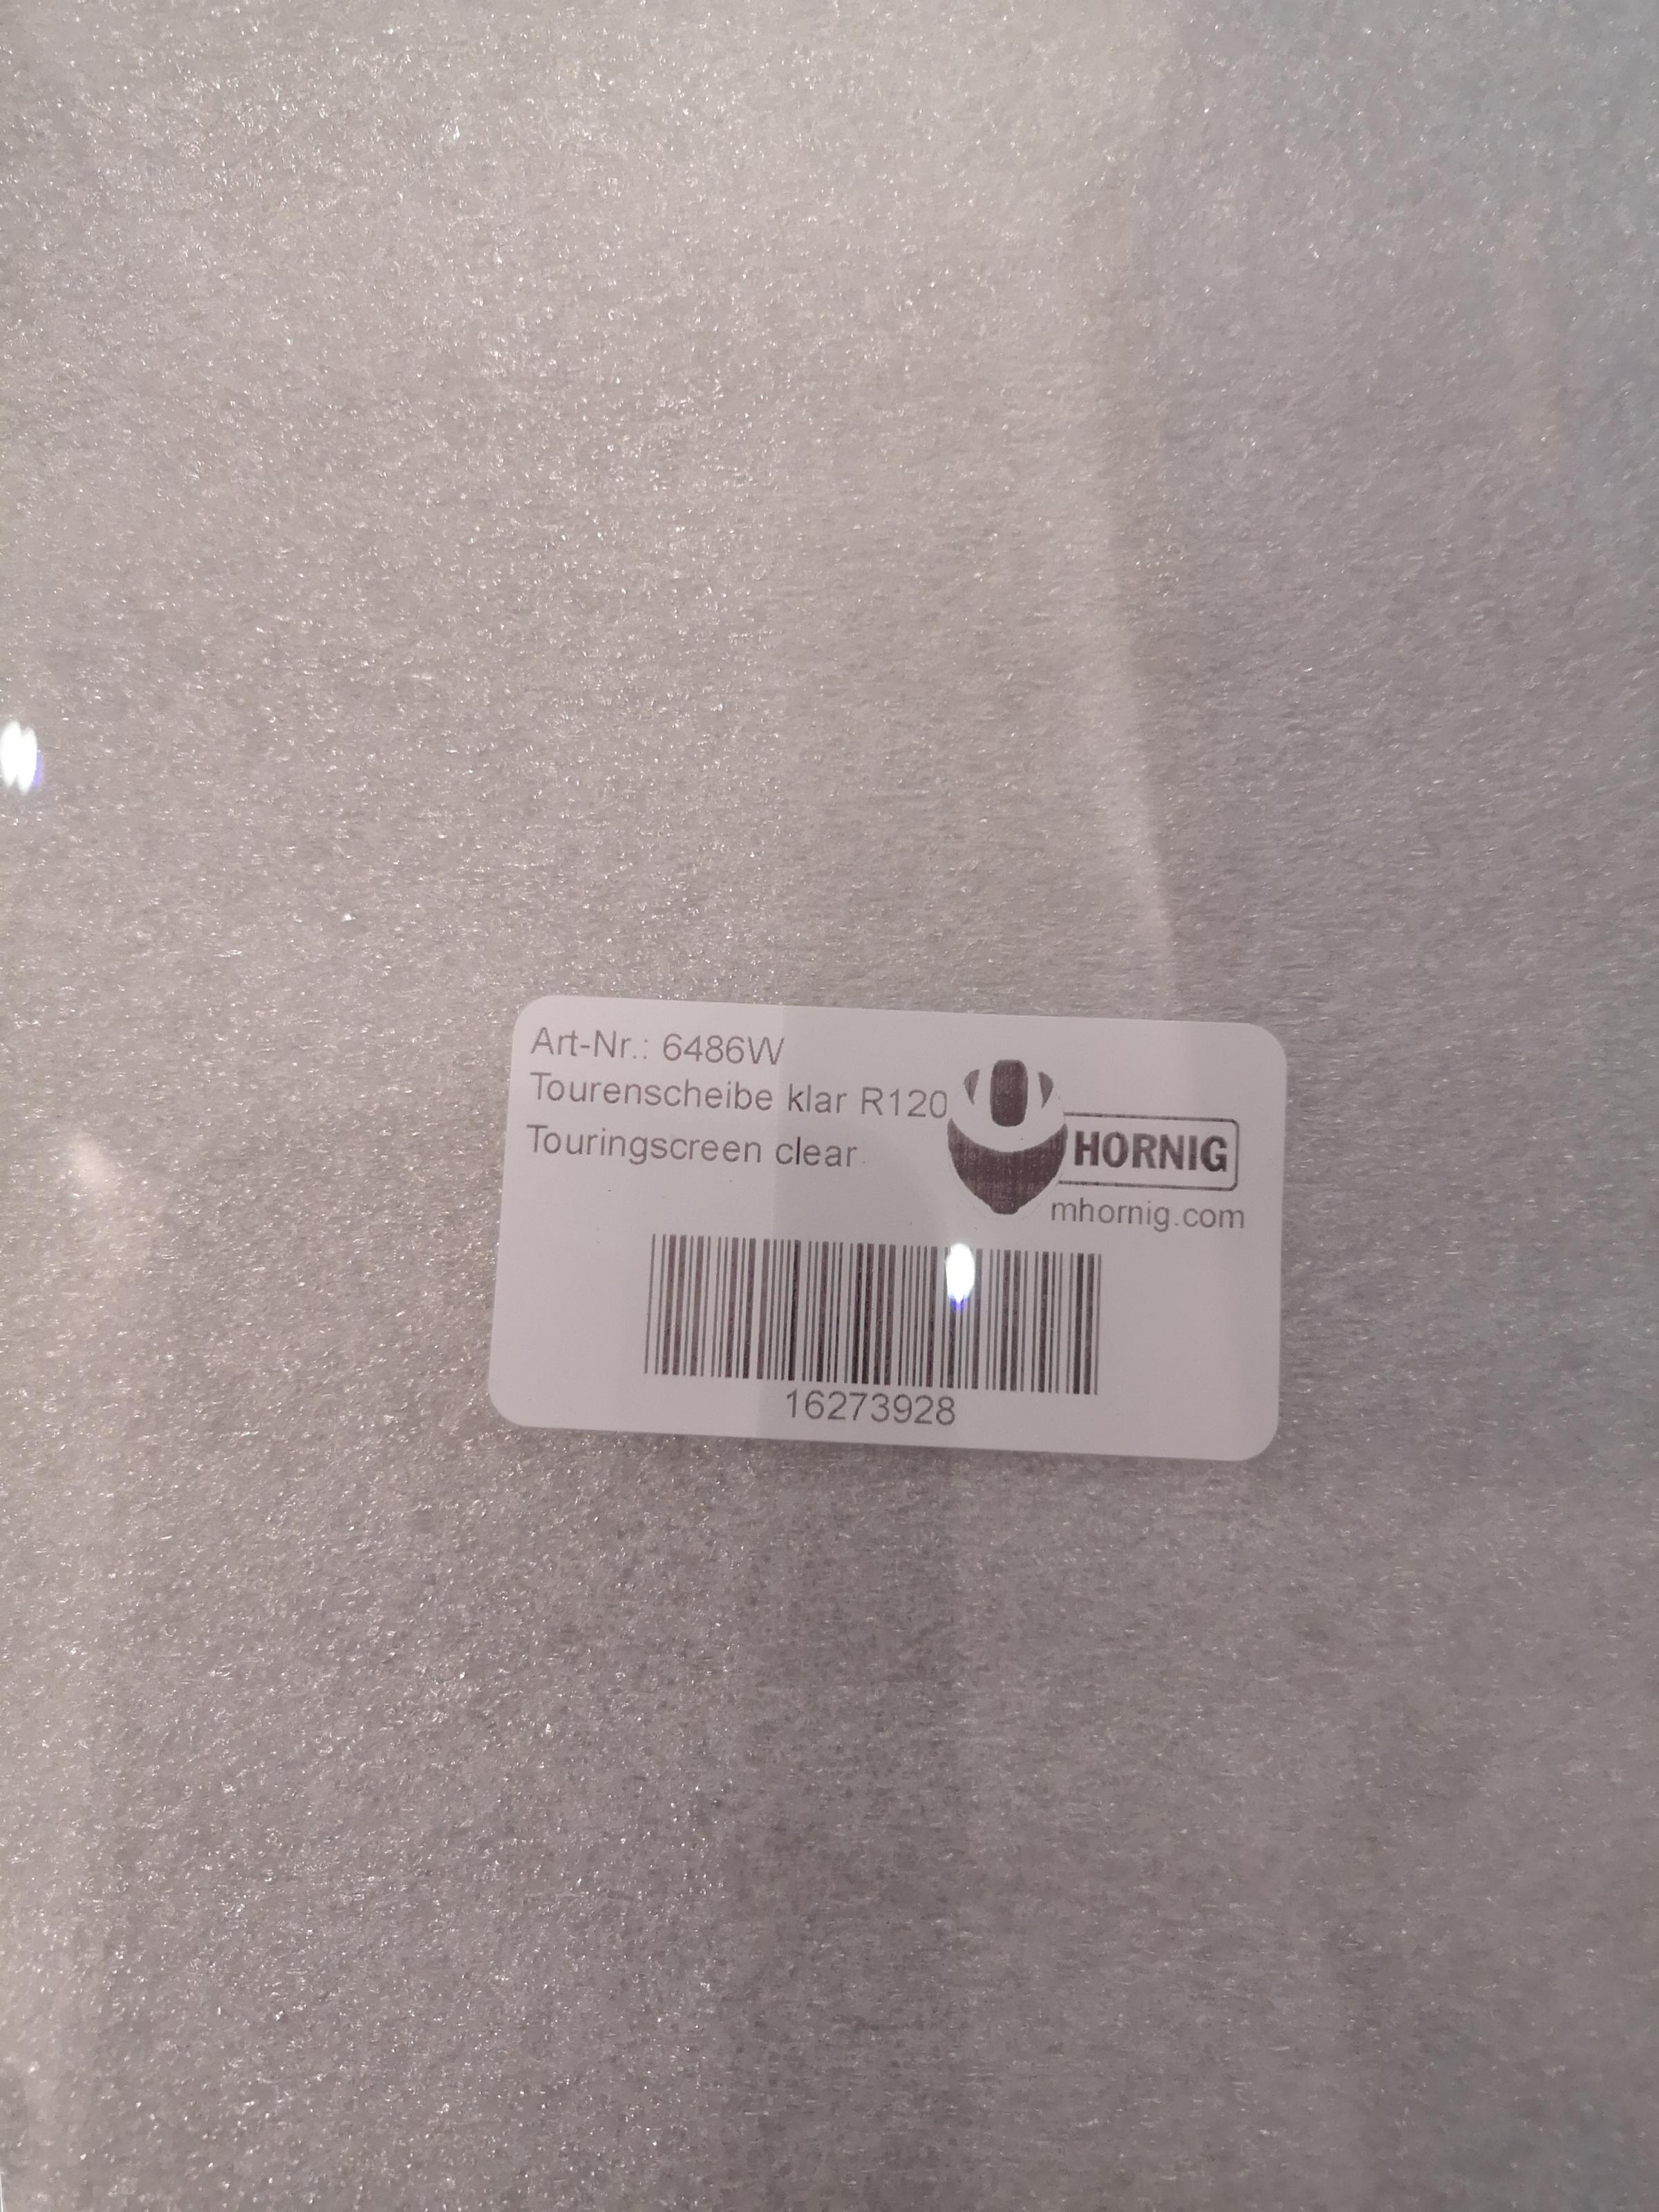 Art-Nr.: 6486W
Tourenscheibe klar R120
Touringscreen clear
HORNIG
mhornig.com
16273928